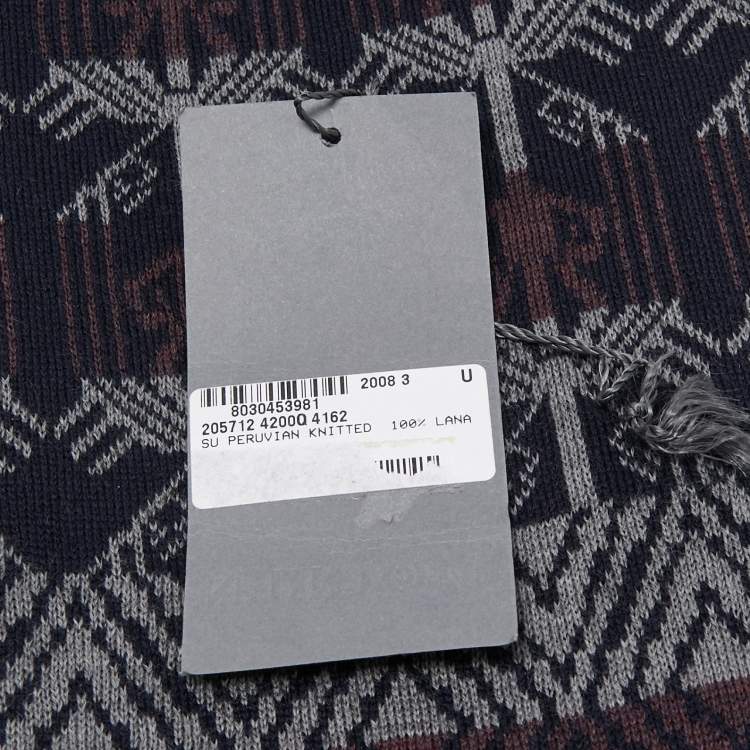 2008 3 U
8030453981
205712 4200Q 4162
SU PERUVIAN KNITTED 100% LANA